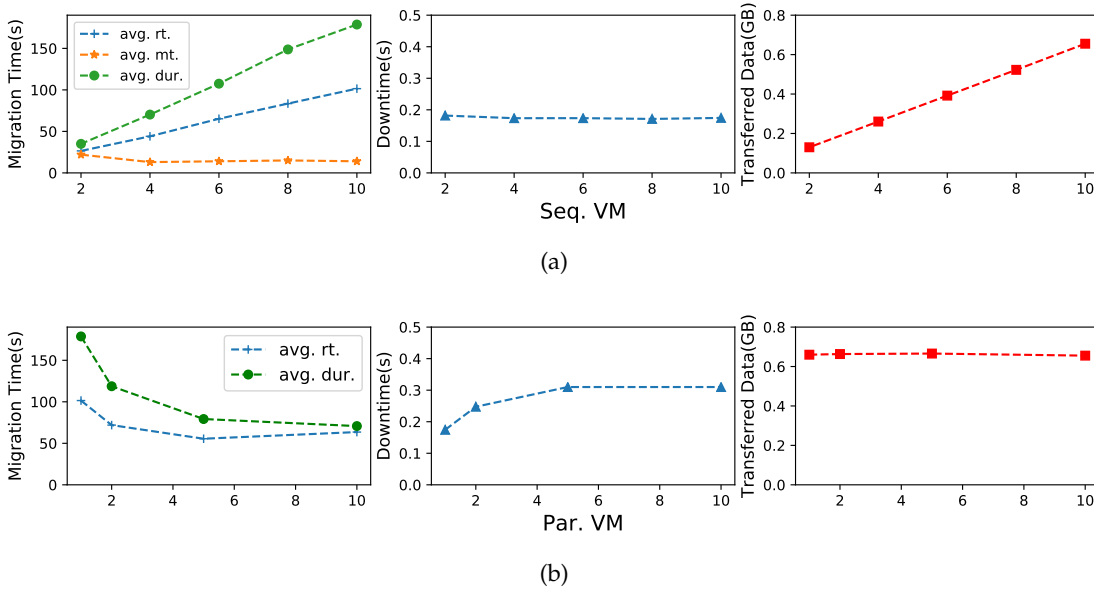 Migration Time(s)
150
100
50
0
avg. rt.
avg. mt.
avg. dur.
2 4 6 8 10
Downtime(s)
0.5
0.4
0.3
0.2
0.1
0.0
2 4 6 8 10
Seq. VM
Transferred Data(GB)
0.8
0.6
0.4
0.2
0.0
2 4 6 8 10
(a)
Migration Time(s)
150
100
50
0
avg. rt.
avg. dur.
2 4 6 8 10
Downtime(s)
0.5
0.4
0.3
0.2
0.1
0.0
2 4 6 8 10
Par. VM
Transferred Data(GB)
0.8
0.6
0.4
0.2
0.0
2 4 6 8 10
(b)